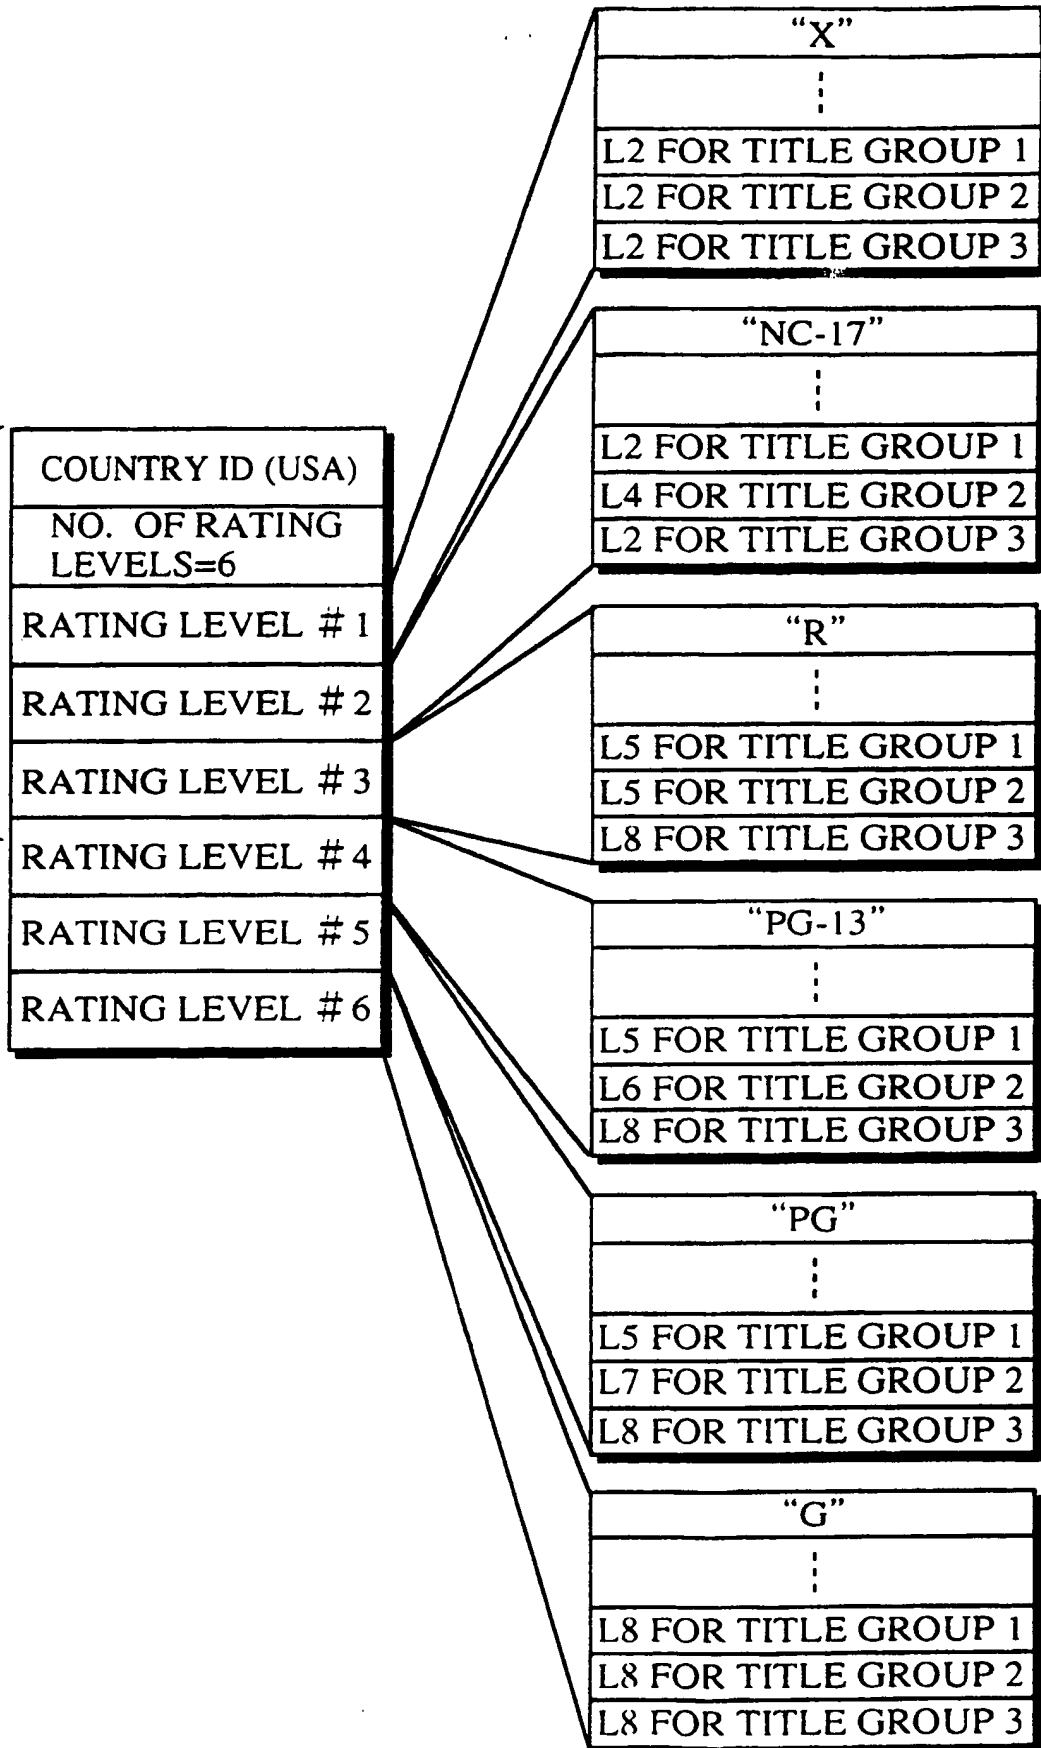 COUNTRY ID (USA)
NO. OF RATING
LEVELS=6
RATING LEVEL #1
RATING LEVEL #2
RATING LEVEL #3
RATING LEVEL #4
RATING LEVEL #5
RATING LEVEL #6
“X”
L2 FOR TITLE GROUP 1
L2 FOR TITLE GROUP 2
L2 FOR TITLE GROUP 3
“NC-17”
L2 FOR TITLE GROUP 1
L4 FOR TITLE GROUP 2
L2 FOR TITLE GROUP 3
“R”
L5 FOR TITLE GROUP 1
L5 FOR TITLE GROUP 2
L8 FOR TITLE GROUP 3
“PG-13”
L5 FOR TITLE GROUP 1
L6 FOR TITLE GROUP 2
L8 FOR TITLE GROUP 3
“PG”
L5 FOR TITLE GROUP 1
L7 FOR TITLE GROUP 2
L8 FOR TITLE GROUP 3
“G”
L8 FOR TITLE GROUP 1
L8 FOR TITLE GROUP 2
L8 FOR TITLE GROUP 3